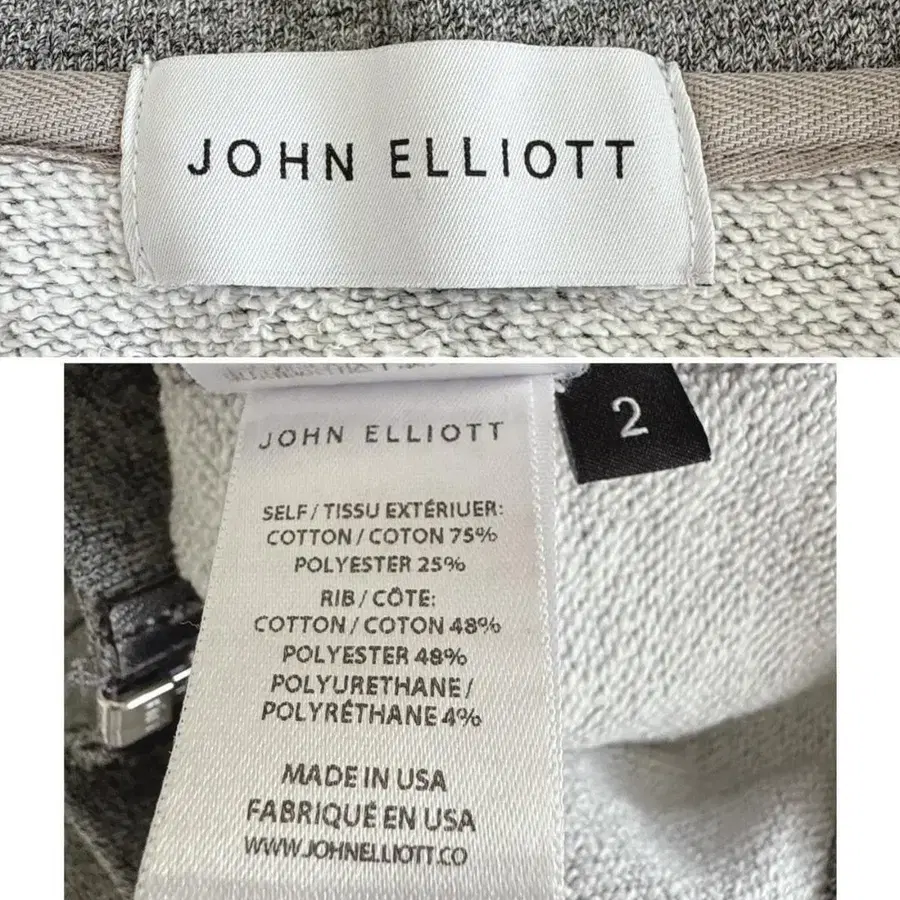 JOHN ELLIOTT
2
JOHN ELLIOTT
SELF / TISSU EXTÉRIUER:
COTTON / COTON 75%
POLYESTER 25%
RIB / CÔTE:
COTTON / COTON 48%
POLYESTER 48%
POLYURETHANE /
POLYRÉTHANE 4%
MADE IN USA
FABRIQUÉ EN USA
WWW.JOHNELLIOTT.CO